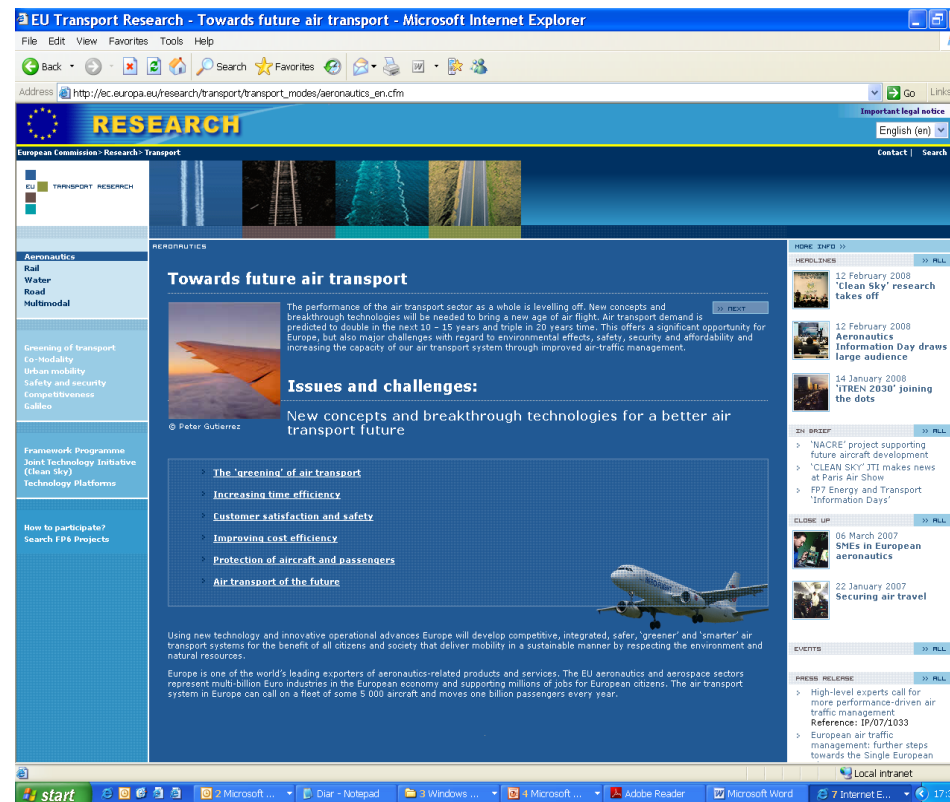 EU Transport Research - Towards future air transport - Microsoft Internet Explorer
File Edit View Favorites Tools Help
Back Search Favorites
Address http://ec.europa.eu/research/transport/transport_modes/aeronautics_en.cfm Go Links
Important legal notice
RESEARCH
English (en)
European Commission > Research > Transport
Contact | Search
EU TRANSPORT RESEARCH
Aeronautics
Rail
Water
Road
Multimodal
Greening of transport
Co-Modality
Urban mobility
Safety and security
Competitiveness
Galileo
Framework Programme
Joint Technology Initiative
(Clean Sky)
Technology Platforms
How to participate?
Search FP6 Projects
AERONAUTICS
Towards future air transport
>> NEXT
The performance of the air transport sector as a whole is levelling off. New concepts and
breakthrough technologies will be needed to bring a new age of air flight. Air transport demand is
predicted to double in the next 10 - 15 years and triple in 20 years time. This offers a significant opportunity for
Europe, but also major challenges with regard to environmental effects, safety, security and affordability and
increasing the capacity of our air transport system through improved air-traffic management.
© Peter Gutierrez
Issues and challenges:
New concepts and breakthrough technologies for a better air
transport future
The 'greening' of air transport
Increasing time efficiency
Customer satisfaction and safety
Improving cost efficiency
Protection of aircraft and passengers
Air transport of the future
Using new technology and innovative operational advances Europe will develop competitive, integrated, safer, 'greener' and 'smarter' air
transport systems for the benefit of all citizens and society that deliver mobility in a sustainable manner by respecting the environment and
natural resources.
Europe is one of the world's leading exporters of aeronautics-related products and services. The EU aeronautics and aerospace sectors
represent multi-billion Euro industries in the European economy and supporting millions of jobs for European citizens. The air transport
system in Europe can call on a fleet of some 5 000 aircraft and moves one billion passengers every year.
MORE INFO >>
HEADLINES >> ALL
12 February 2008
'Clean Sky' research
takes off
12 February 2008
Aeronautics
Information Day draws
large audience
14 January 2008
'iTREN 2030' joining
the dots
IN BRIEF >> ALL
> 'NACRE' project supporting
future aircraft development
> 'CLEAN SKY' JTI makes news
at Paris Air Show
> FP7 Energy and Transport
'Information Days'
CLOSE UP >> ALL
06 March 2007
SMEs in European
aeronautics
22 January 2007
Securing air travel
EVENTS >> ALL
PRESS RELEASE >> ALL
> High-level experts call for
more performance-driven air
traffic management
Reference: IP/07/1033
> European air traffic
management: further steps
towards the Single European
Local intranet
start 2 Microsoft ... Diar - Notepad 3 Windows ... 4 Microsoft ... Adobe Reader Microsoft Word 7 Internet E...